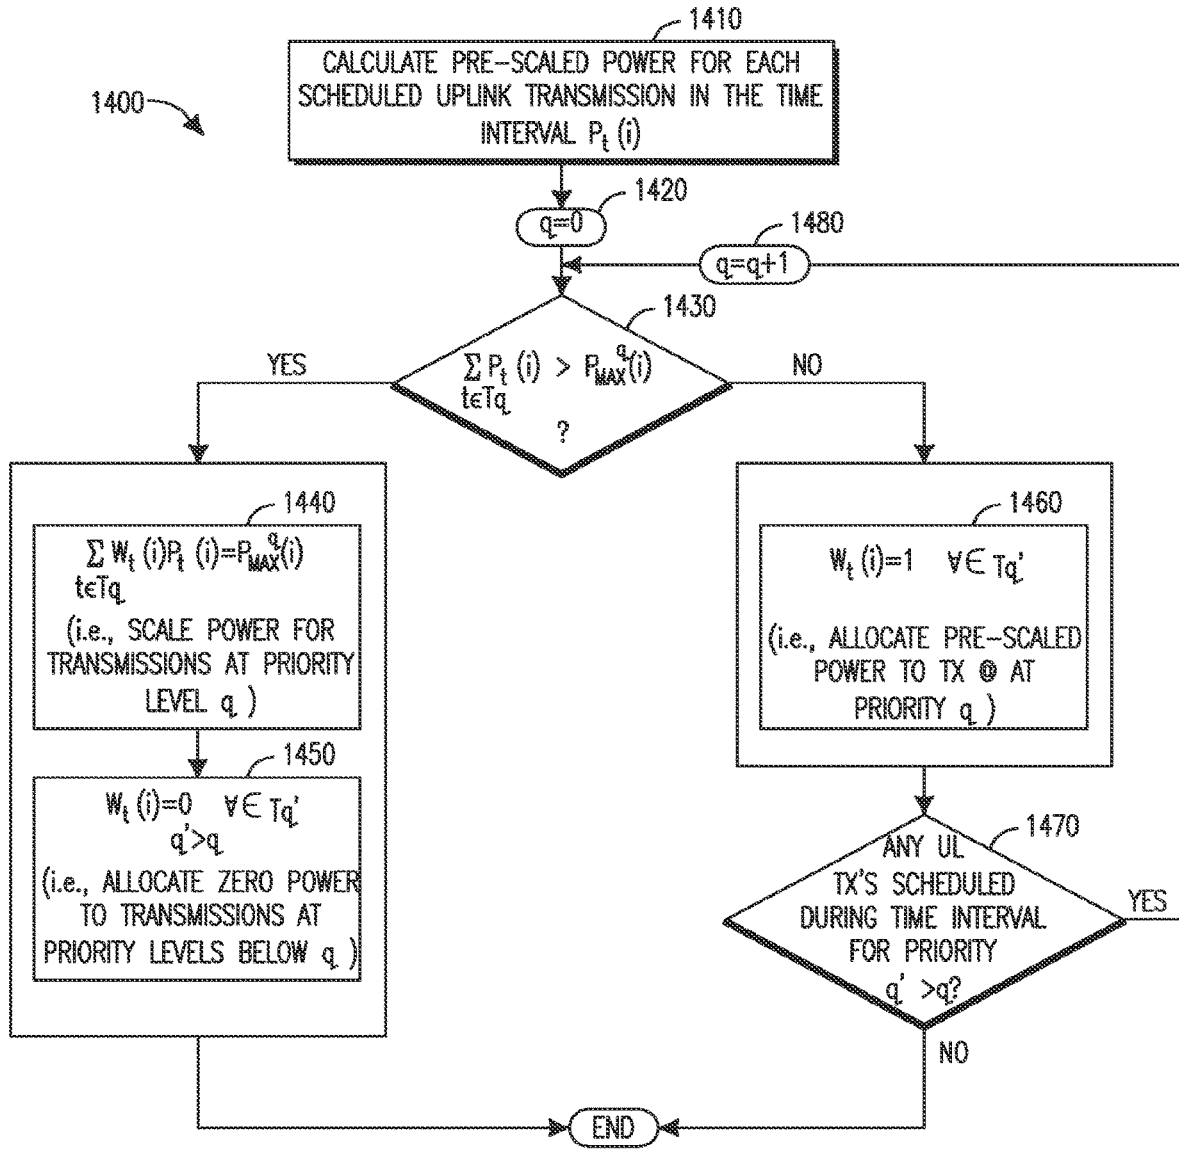 1410
CALCULATE PRE-SCALED POWER FOR EACH
SCHEDULED UPLINK TRANSMISSION IN THE TIME
INTERVAL Pt (i)
1400
1420
q=0
1480
q=q+1
1430
∑ Pt (i) > PMAX^q(i)
t∈Tq
?
YES
NO
1440
∑ Wt (i)Pt (i)=PMAX^q(i)
t∈Tq
(i.e., SCALE POWER FOR
TRANSMISSIONS AT PRIORITY
LEVEL q )
1450
Wt (i)=0 ∀∈ Tq'
q'>q
(i.e., ALLOCATE ZERO POWER
TO TRANSMISSIONS AT
PRIORITY LEVELS BELOW q )
1460
Wt (i)=1 ∀∈ Tq'
(i.e., ALLOCATE PRE-SCALED
POWER TO TX @ AT
PRIORITY q )
1470
ANY UL
TX'S SCHEDULED
DURING TIME INTERVAL
FOR PRIORITY
q' >q?
YES
NO
END